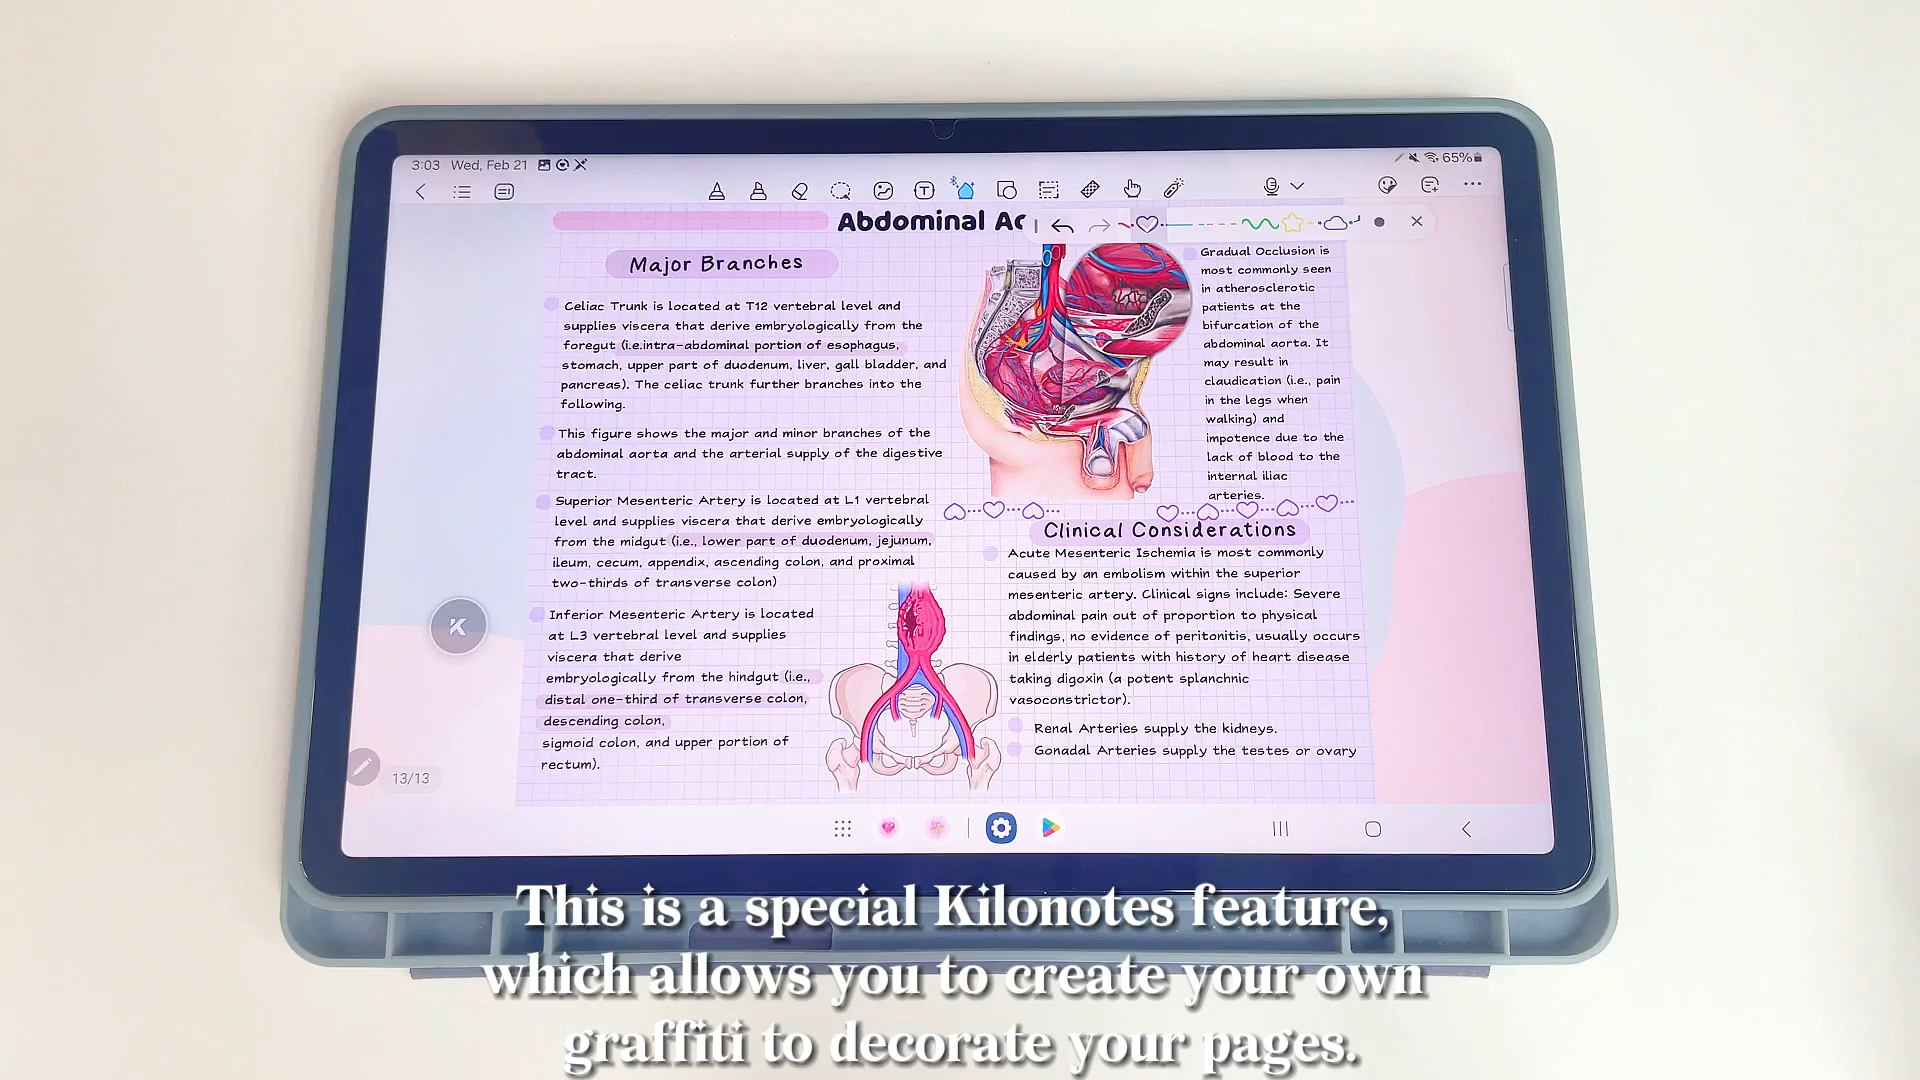 3:03 Wed, Feb 21
65%
Abdominal Ao
Major Branches
Celiac Trunk is located at T12 vertebral level and
supplies viscera that derive embryologically from the
foregut (i.e.intra-abdominal portion of esophagus,
stomach, upper part of duodenum, liver, gall bladder, and
pancreas). The celiac trunk further branches into the
following.
This figure shows the major and minor branches of the
abdominal aorta and the arterial supply of the digestive
tract.
Superior Mesenteric Artery is located at L1 vertebral
level and supplies viscera that derive embryologically
from the midgut (i.e., lower part of duodenum, jejunum,
ileum, cecum, appendix, ascending colon, and proximal
two-thirds of transverse colon)
Inferior Mesenteric Artery is located
at L3 vertebral level and supplies
viscera that derive
embryologically from the hindgut (i.e.,
distal one-third of transverse colon,
descending colon,
sigmoid colon, and upper portion of
rectum).
Gradual Occlusion is
most commonly seen
in atherosclerotic
patients at the
bifurcation of the
abdominal aorta. It
may result in
claudication (i.e., pain
in the legs when
walking) and
impotence due to the
lack of blood to the
internal iliac
arteries.
Clinical Considerations
Acute Mesenteric Ischemia is most commonly
caused by an embolism within the superior
mesenteric artery. Clinical signs include: Severe
abdominal pain out of proportion to physical
findings, no evidence of peritonitis, usually occurs
in elderly patients with history of heart disease
taking digoxin (a potent splanchnic
vasoconstrictor).
Renal Arteries supply the kidneys.
Gonadal Arteries supply the testes or ovary
K
13/13
This is a special Kilonotes feature,
which allows you to create your own
graffiti to decorate your pages.